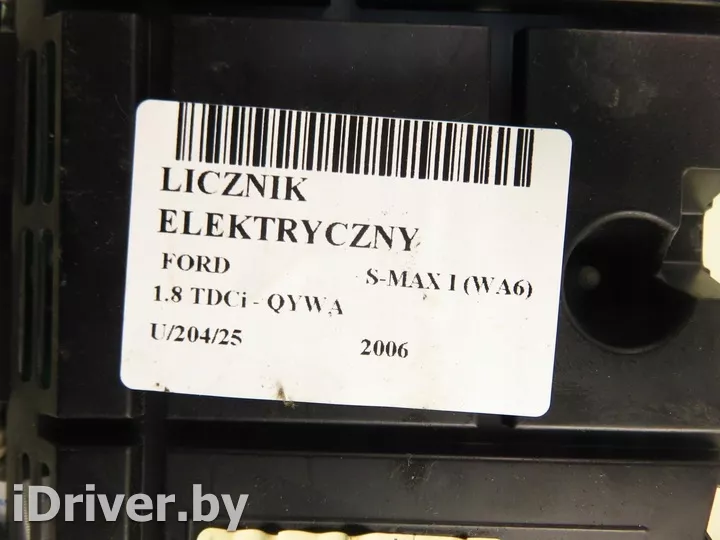 LICZNIK
ELEKTRYCZNY
FORD S-MAX I (WA6)
1.8 TDCi - QYWA
U/204/25 2006
iDriver.by